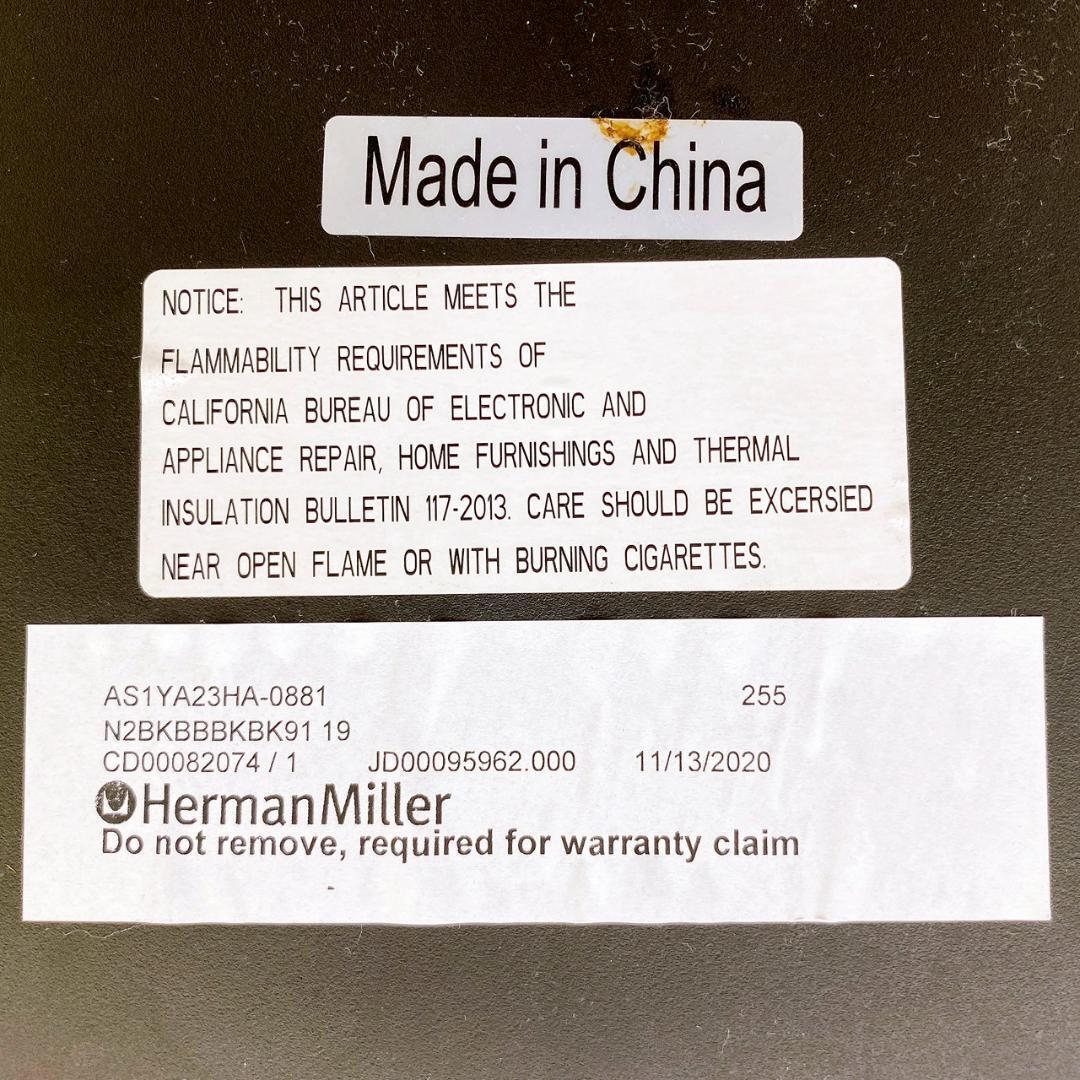 Made in China
NOTICE: THIS ARTICLE MEETS THE
FLAMMABILITY REQUIREMENTS OF
CALIFORNIA BUREAU OF ELECTRONIC AND
APPLIANCE REPAIR, HOME FURNISHINGS AND THERMAL
INSULATION BULLETIN 117-2013. CARE SHOULD BE EXCERSIED
NEAR OPEN FLAME OR WITH BURNING CIGARETTES.
AS1YA23HA-0881 255
N2BKBBBKBK91 19
CD00082074 / 1 JD00095962.000 11/13/2020
HermanMiller
Do not remove, required for warranty claim